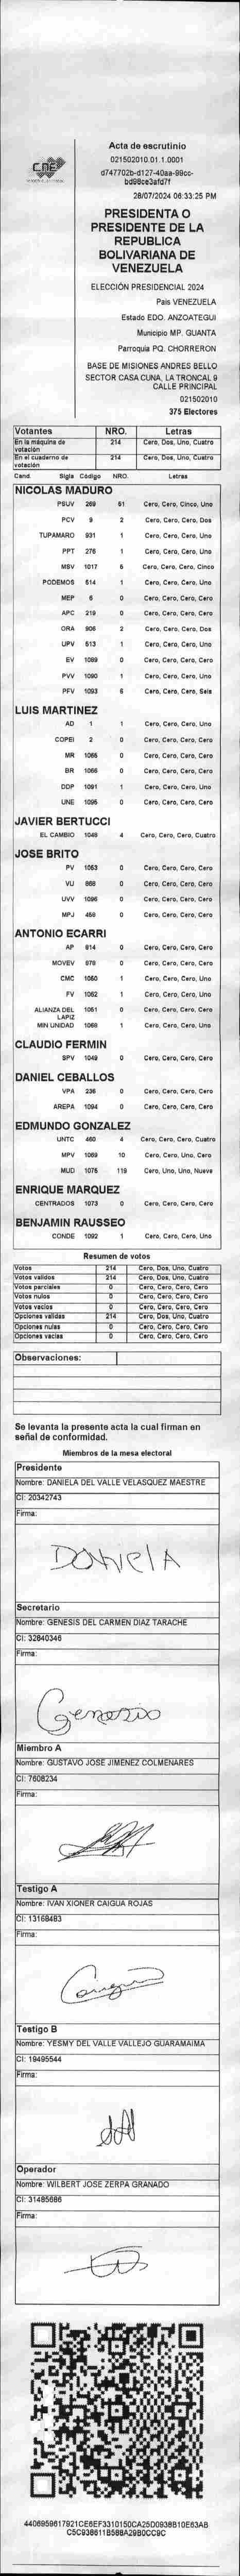 CNE
Acta de escrutinio
021502010.01.1.0001
d747702b-d127-40aa-99cc-
bd98ce3afd7f
28/07/2024 06:33:25 PM
PRESIDENTA O
PRESIDENTE DE LA
REPUBLICA
BOLIVARIANA DE
VENEZUELA
ELECCIÓN PRESIDENCIAL 2024
País VENEZUELA
Estado EDO. ANZOATEGUI
Municipio MP. GUANTA
Parroquia PQ. CHORRERON
BASE DE MISIONES ANDRES BELLO
SECTOR CASA CUNA, LA TRONCAL 9
CALLE PRINCIPAL
021502010
375 Electores
Votantes NRO. Letras
En la máquina de votación 214 Cero, Dos, Uno, Cuatro
En el cuaderno de votación 214 Cero, Dos, Uno, Cuatro
Cand. Sigla Código NRO. Letras
NICOLAS MADURO
PSUV 269 51 Cero, Cero, Cinco, Uno
PCV 9 2 Cero, Cero, Cero, Dos
TUPAMARO 931 1 Cero, Cero, Cero, Uno
PPT 276 1 Cero, Cero, Cero, Uno
MSV 1017 5 Cero, Cero, Cero, Cinco
PODEMOS 514 1 Cero, Cero, Cero, Uno
MEP 6 0 Cero, Cero, Cero, Cero
APC 219 0 Cero, Cero, Cero, Cero
ORA 906 2 Cero, Cero, Cero, Dos
UPV 513 1 Cero, Cero, Cero, Uno
EV 1089 0 Cero, Cero, Cero, Cero
PVV 1090 1 Cero, Cero, Cero, Uno
PFV 1093 6 Cero, Cero, Cero, Seis
LUIS MARTINEZ
AD 1 1 Cero, Cero, Cero, Uno
COPEI 2 0 Cero, Cero, Cero, Cero
MR 1065 0 Cero, Cero, Cero, Cero
BR 1066 0 Cero, Cero, Cero, Cero
DDP 1091 1 Cero, Cero, Cero, Uno
UNE 1095 0 Cero, Cero, Cero, Cero
JAVIER BERTUCCI
EL CAMBIO 1048 4 Cero, Cero, Cero, Cuatro
JOSE BRITO
PV 1053 0 Cero, Cero, Cero, Cero
VU 868 0 Cero, Cero, Cero, Cero
UVV 1096 0 Cero, Cero, Cero, Cero
MPJ 459 0 Cero, Cero, Cero, Cero
ANTONIO ECARRI
AP 914 0 Cero, Cero, Cero, Cero
MOVEV 979 0 Cero, Cero, Cero, Cero
CMC 1050 1 Cero, Cero, Cero, Uno
FV 1052 1 Cero, Cero, Cero, Uno
ALIANZA DEL LAPIZ 1051 0 Cero, Cero, Cero, Cero
MIN UNIDAD 1068 1 Cero, Cero, Cero, Uno
CLAUDIO FERMIN
SPV 1049 0 Cero, Cero, Cero, Cero
DANIEL CEBALLOS
VPA 236 0 Cero, Cero, Cero, Cero
AREPA 1094 0 Cero, Cero, Cero, Cero
EDMUNDO GONZALEZ
UNTC 460 4 Cero, Cero, Cero, Cuatro
MPV 1069 10 Cero, Cero, Uno, Cero
MUD 1075 119 Cero, Uno, Uno, Nueve
ENRIQUE MARQUEZ
CENTRADOS 1073 0 Cero, Cero, Cero, Cero
BENJAMIN RAUSSEO
CONDE 1092 1 Cero, Cero, Cero, Uno
Resumen de votos
Votos 214 Cero, Dos, Uno, Cuatro
Votos validos 214 Cero, Dos, Uno, Cuatro
Votos parciales 0 Cero, Cero, Cero, Cero
Votos nulos 0 Cero, Cero, Cero, Cero
Votos vacíos 0 Cero, Cero, Cero, Cero
Opciones validas 214 Cero, Dos, Uno, Cuatro
Opciones nulas 0 Cero, Cero, Cero, Cero
Opciones vacías 0 Cero, Cero, Cero, Cero
Observaciones:
Se levanta la presente acta la cual firman en
señal de conformidad.
Miembros de la mesa electoral
Presidente
Nombre: DANIELA DEL VALLE VELASQUEZ MAESTRE
CI: 20342743
Firma:
DANIELA
Secretario
Nombre: GENESIS DEL CARMEN DIAZ TARACHE
CI: 32840346
Firma:
Genesis
Miembro A
Nombre: GUSTAVO JOSE JIMENEZ COLMENARES
CI: 7608234
Firma:
Testigo A
Nombre: IVAN XIONER CAIGUA ROJAS
CI: 13168483
Firma:
Testigo B
Nombre: YESMY DEL VALLE VALLEJO GUARAMAIMA
CI: 19495544
Firma:
Operador
Nombre: WILBERT JOSE ZERPA GRANADO
CI: 31485686
Firma:
4406959617921CE6EF3310150CA25D0938B10E63AB
C5C938611B588A29B0CC9C